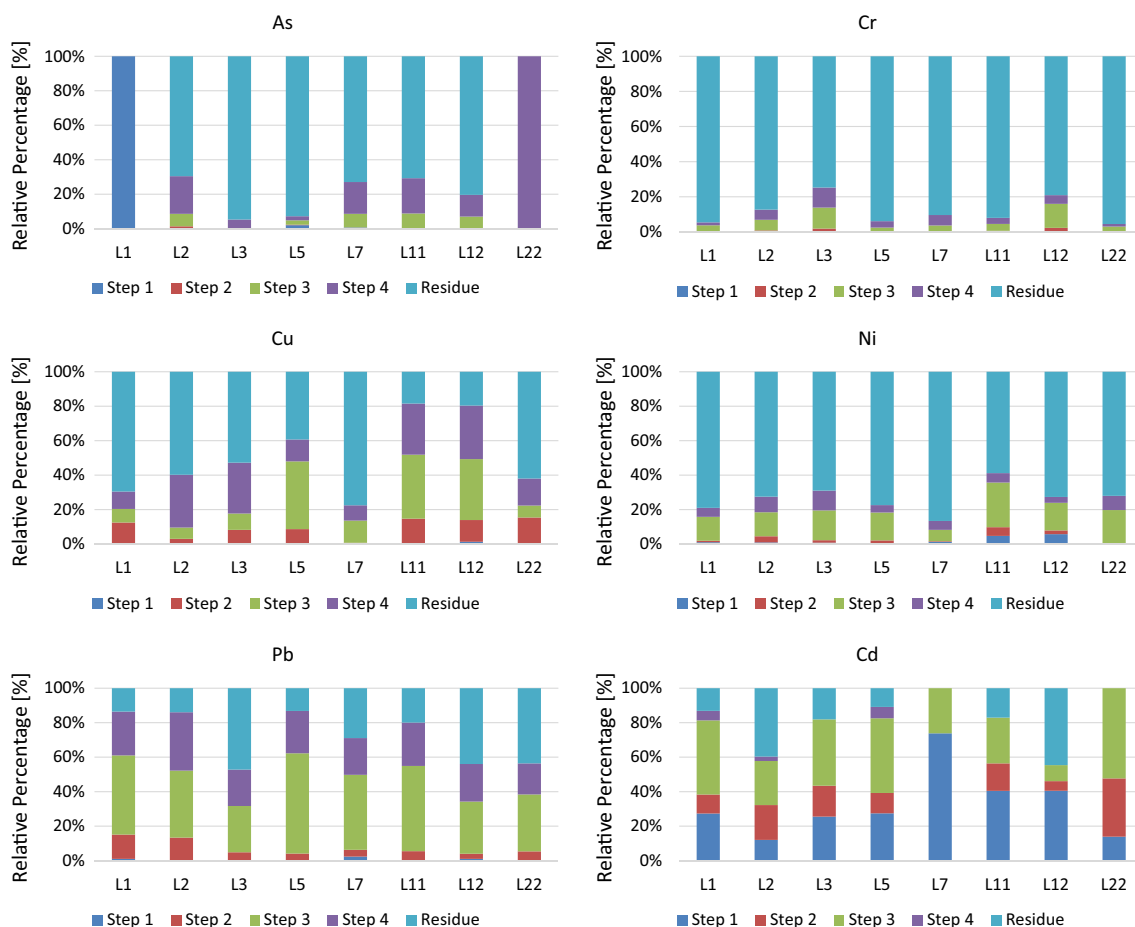 As
Relative Percentage [%]
100%
80%
60%
40%
20%
0%
L1 L2 L3 L5 L7 L11 L12 L22
Step 1 Step 2 Step 3 Step 4 Residue
Cr
Relative Percentage [%]
100%
80%
60%
40%
20%
0%
L1 L2 L3 L5 L7 L11 L12 L22
Step 1 Step 2 Step 3 Step 4 Residue
Cu
Relative Percentage [%]
100%
80%
60%
40%
20%
0%
L1 L2 L3 L5 L7 L11 L12 L22
Step 1 Step 2 Step 3 Step 4 Residue
Ni
Relative Percentage [%]
100%
80%
60%
40%
20%
0%
L1 L2 L3 L5 L7 L11 L12 L22
Step 1 Step 2 Step 3 Step 4 Residue
Pb
Relative Percentage [%]
100%
80%
60%
40%
20%
0%
L1 L2 L3 L5 L7 L11 L12 L22
Step 1 Step 2 Step 3 Step 4 Residue
Cd
Relative Percentage [%]
100%
80%
60%
40%
20%
0%
L1 L2 L3 L5 L7 L11 L12 L22
Step 1 Step 2 Step 3 Step 4 Residue